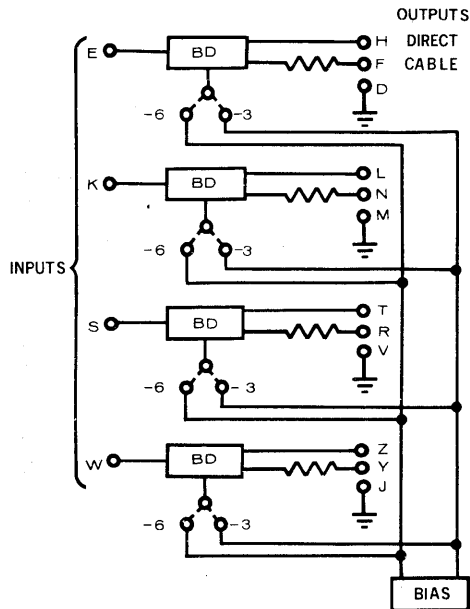 OUTPUTS
E BD H DIRECT
F CABLE
D
-6 -3
K BD L
N
M
-6 -3
INPUTS
S BD T
R
V
-6 -3
W BD Z
Y
J
-6 -3
BIAS